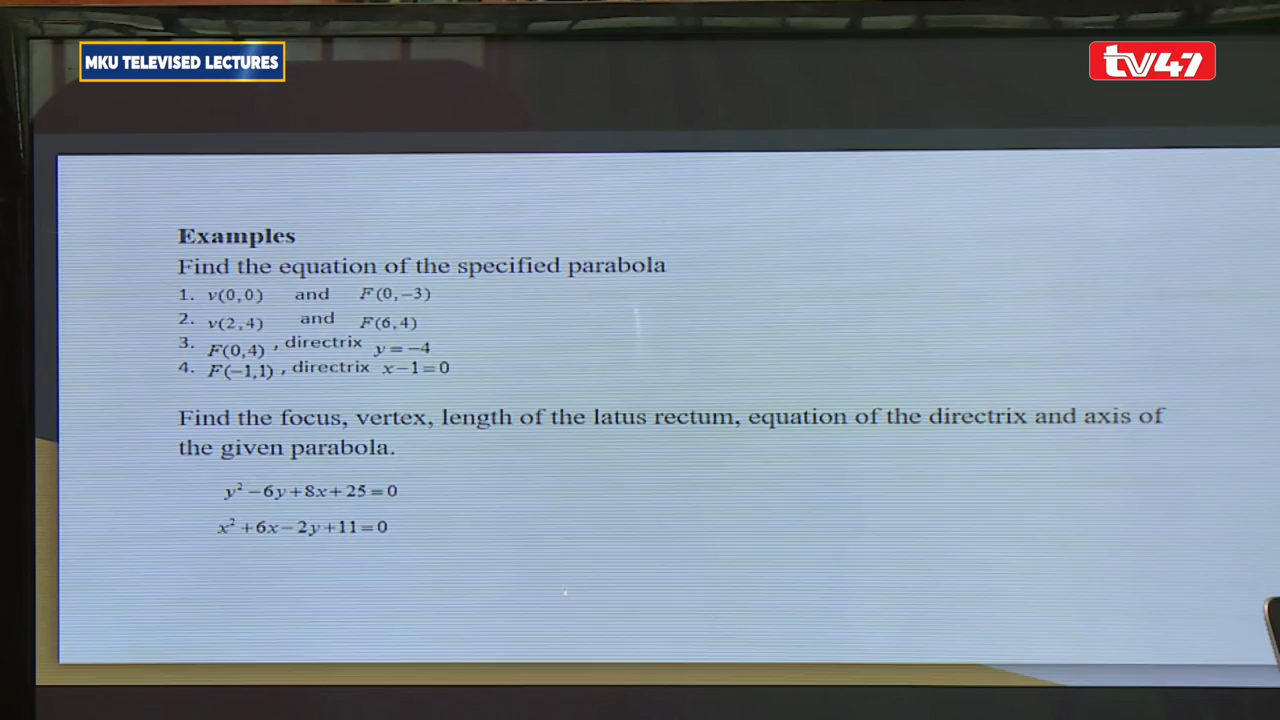 MKU TELEVISED LECTURES
tv47
Examples
Find the equation of the specified parabola
1. v(0,0) and F(0,−3)
2. v(2,4) and F(6,4)
3. F(0,4), directrix y=−4
4. F(−1,1), directrix x−1=0
Find the focus, vertex, length of the latus rectum, equation of the directrix and axis of
the given parabola.
y²−6y+8x+25=0
x²+6x−2y+11=0